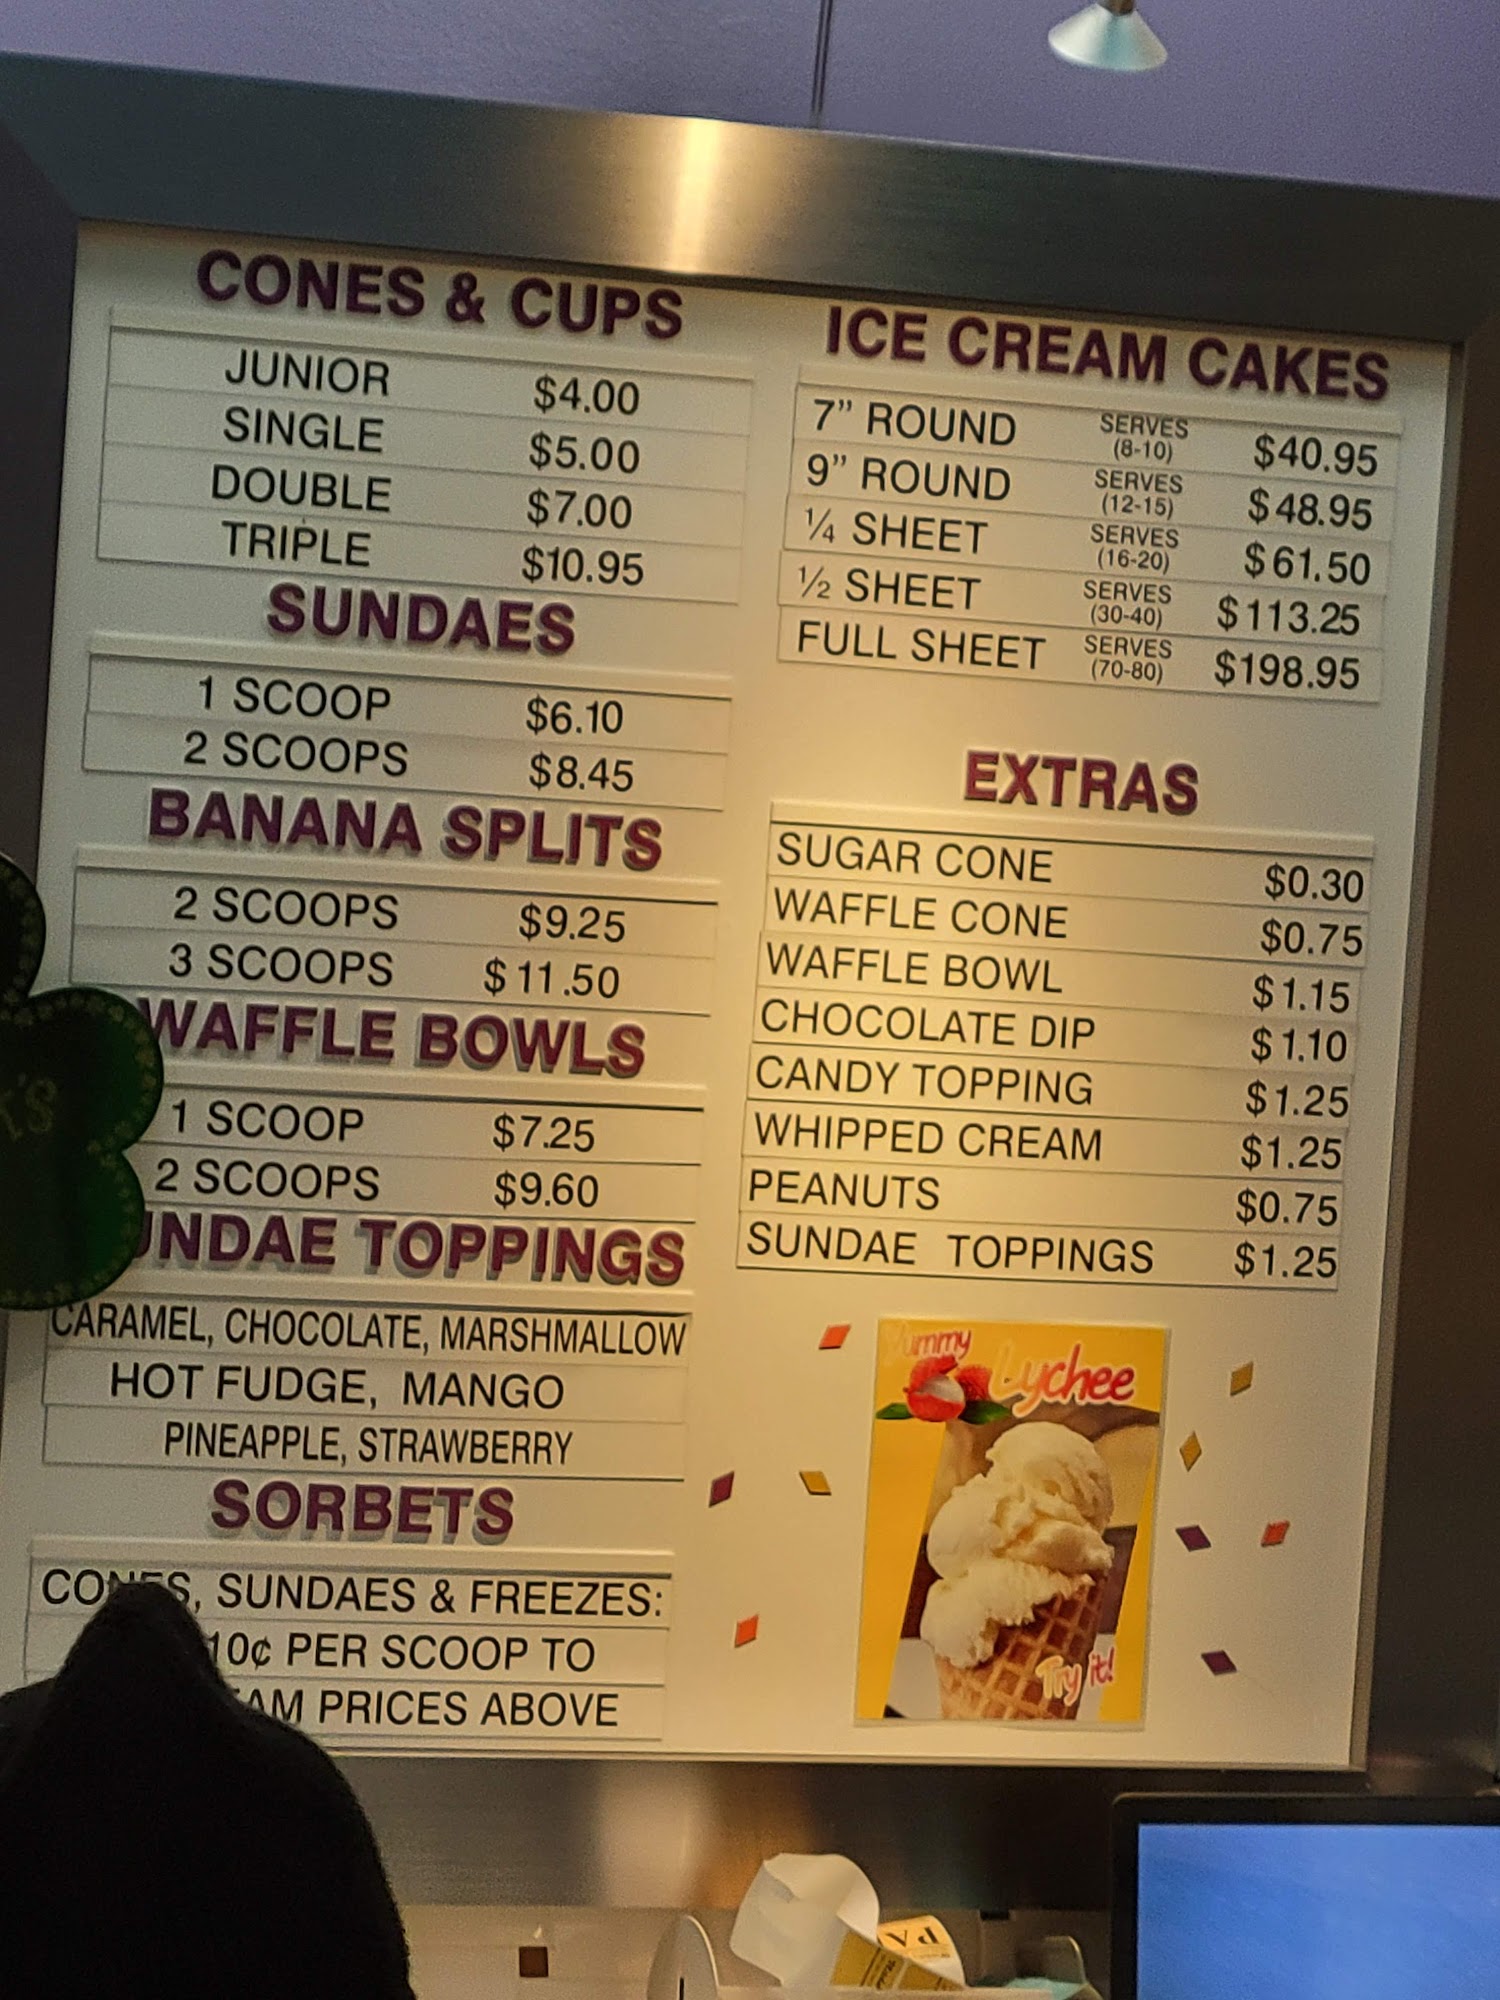 CONES & CUPS
JUNIOR $4.00
SINGLE $5.00
DOUBLE $7.00
TRIPLE $10.95
SUNDAES
1 SCOOP $6.10
2 SCOOPS $8.45
BANANA SPLITS
2 SCOOPS $9.25
3 SCOOPS $11.50
WAFFLE BOWLS
1 SCOOP $7.25
2 SCOOPS $9.60
UNDAE TOPPINGS
CARAMEL, CHOCOLATE, MARSHMALLOW
HOT FUDGE, MANGO
PINEAPPLE, STRAWBERRY
SORBETS
CONES, SUNDAES & FREEZES:
10¢ PER SCOOP TO
AM PRICES ABOVE
ICE CREAM CAKES
7” ROUND SERVES (8-10) $40.95
9” ROUND SERVES (12-15) $48.95
¼ SHEET SERVES (16-20) $61.50
½ SHEET SERVES (30-40) $113.25
FULL SHEET SERVES (70-80) $198.95
EXTRAS
SUGAR CONE $0.30
WAFFLE CONE $0.75
WAFFLE BOWL $1.15
CHOCOLATE DIP $1.10
CANDY TOPPING $1.25
WHIPPED CREAM $1.25
PEANUTS $0.75
SUNDAE TOPPINGS $1.25
Yummy
Lychee
Try it!
K'S
PA